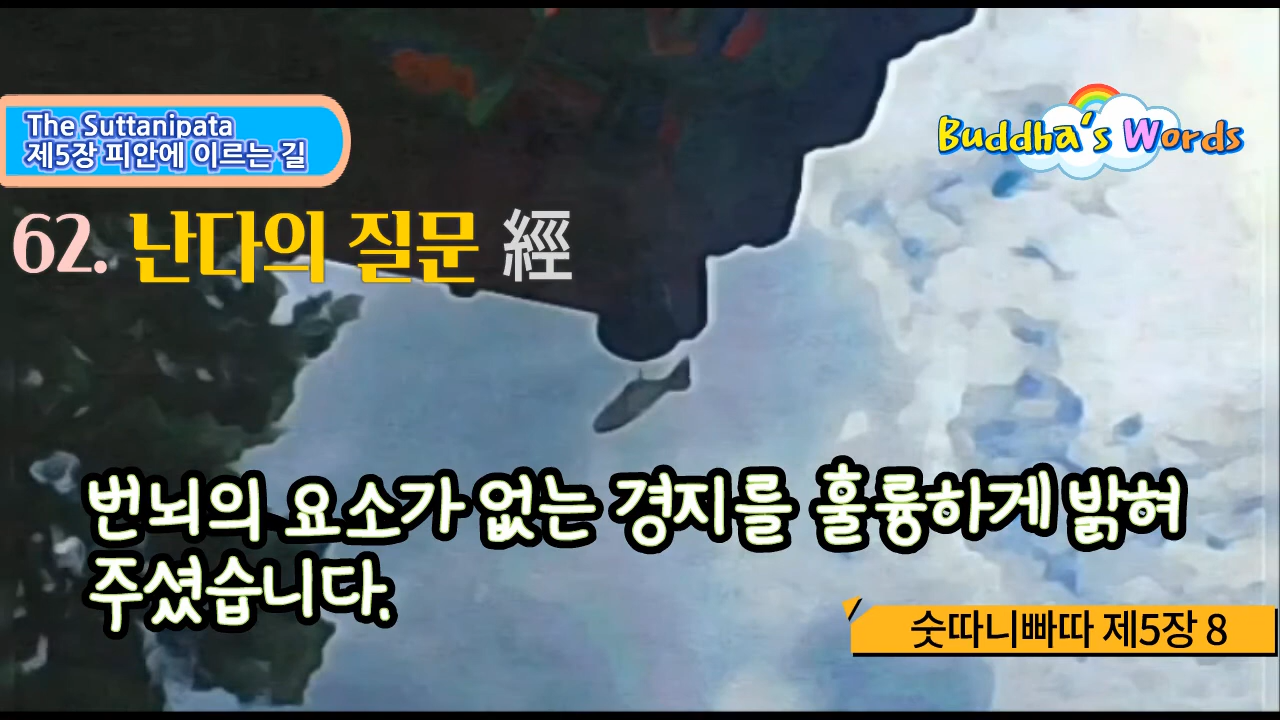 The Suttanipata
제5장 피안에 이르는 길
Buddha's Words
62. 난다의 질문 經
번뇌의 요소가 없는 경지를 훌륭하게 밝혀
주셨습니다.
숫따니빠따 제5장 8